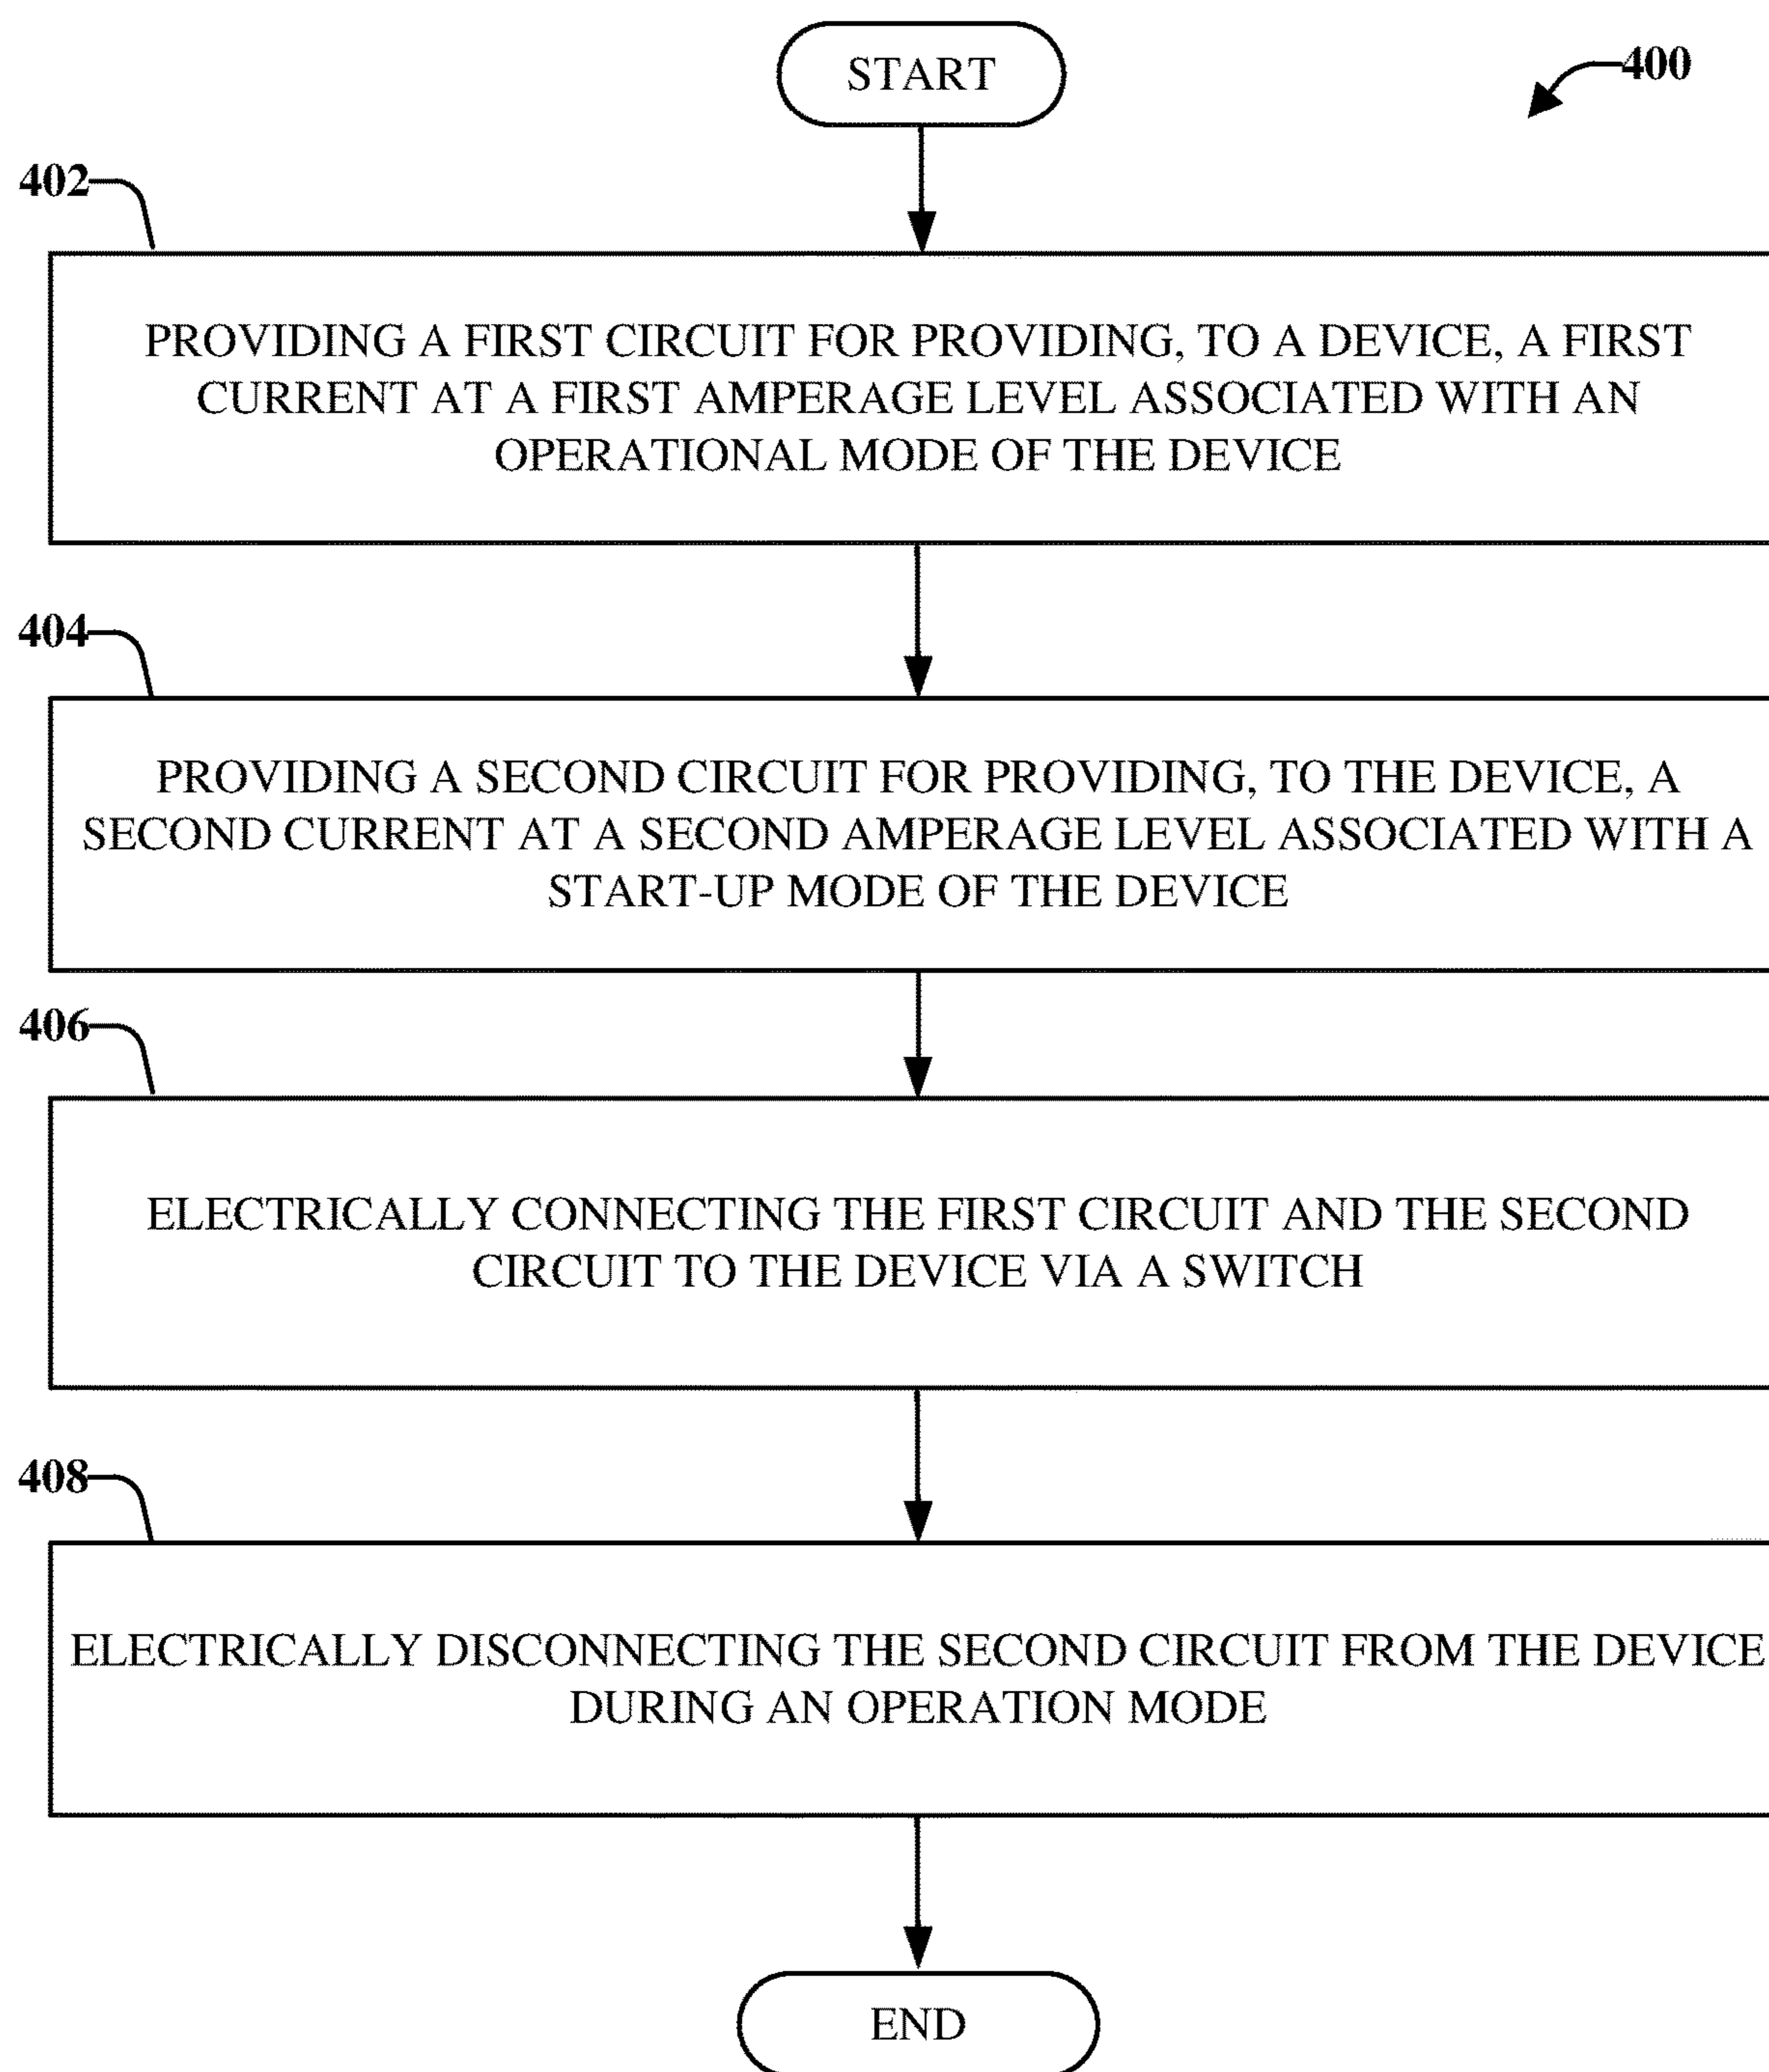 START
400
402
PROVIDING A FIRST CIRCUIT FOR PROVIDING, TO A DEVICE, A FIRST
CURRENT AT A FIRST AMPERAGE LEVEL ASSOCIATED WITH AN
OPERATIONAL MODE OF THE DEVICE
404
PROVIDING A SECOND CIRCUIT FOR PROVIDING, TO THE DEVICE, A
SECOND CURRENT AT A SECOND AMPERAGE LEVEL ASSOCIATED WITH A
START-UP MODE OF THE DEVICE
406
ELECTRICALLY CONNECTING THE FIRST CIRCUIT AND THE SECOND
CIRCUIT TO THE DEVICE VIA A SWITCH
408
ELECTRICALLY DISCONNECTING THE SECOND CIRCUIT FROM THE DEVICE
DURING AN OPERATION MODE
END